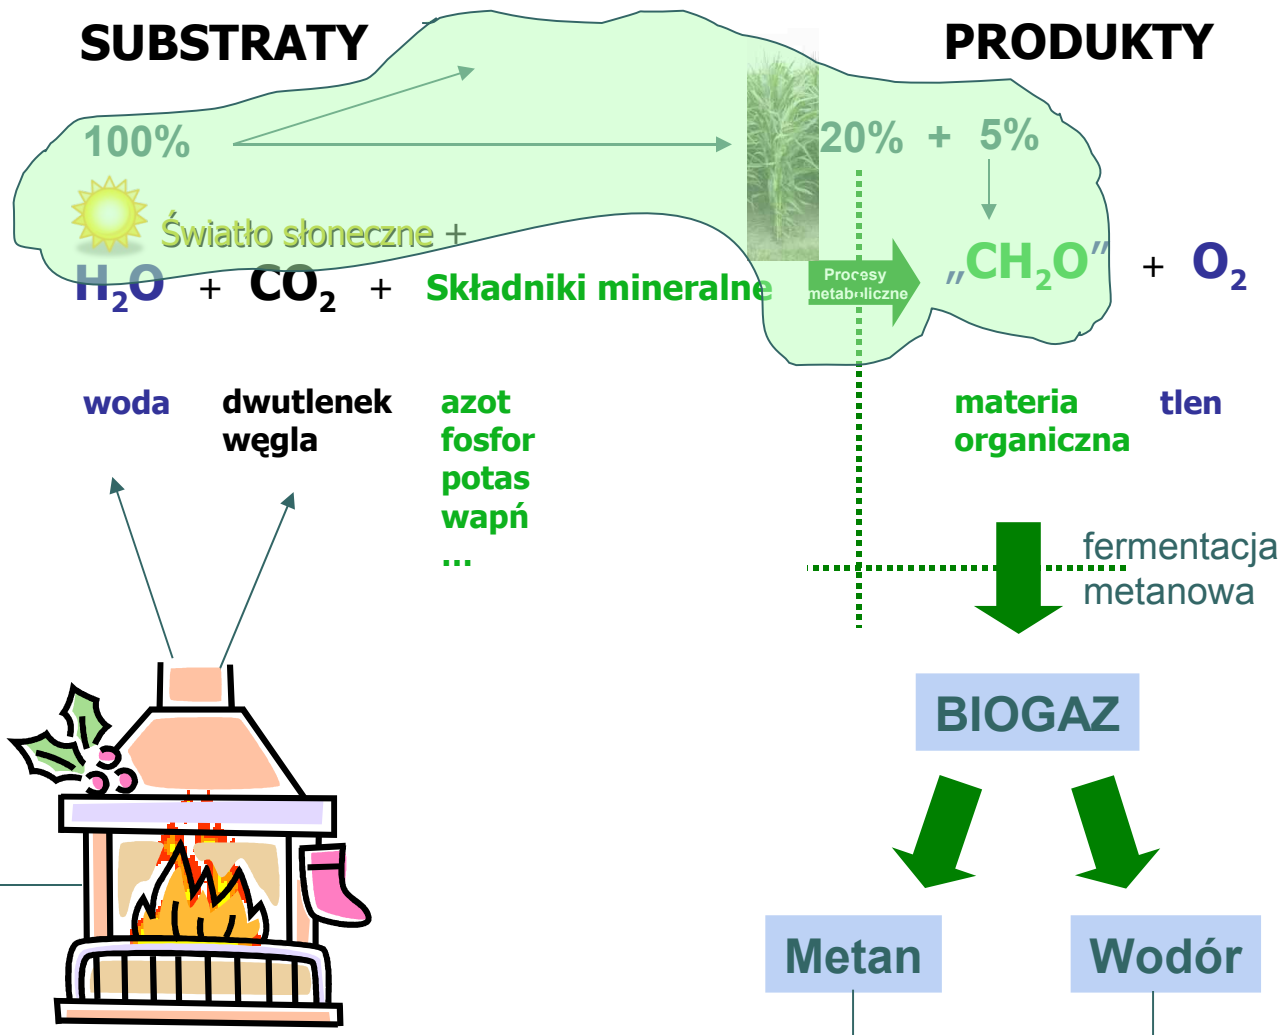 SUBSTRATY
PRODUKTY
100%
20% + 5%
Światło słoneczne +
H₂O + CO₂ + Składniki mineralne
Procesy
metaboliczne
„CH₂O” + O₂
woda
dwutlenek
węgla
azot
fosfor
potas
wapń
...
materia
organiczna
tlen
fermentacja
metanowa
BIOGAZ
Metan
Wodór